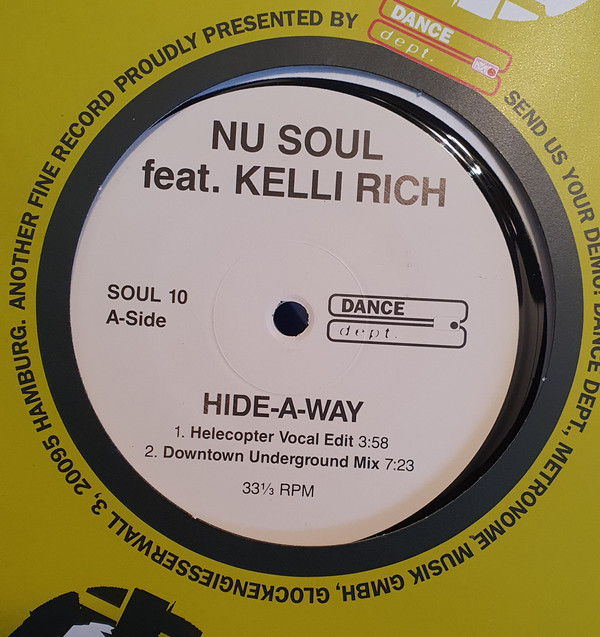 ANOTHER FINE RECORD PROUDLY PRESENTED BY
DANCE
dept.
SEND US YOUR DEMO! DANCE DEPT., METRONOME MUSIK GMBH, GLOCKENGIESSERWALL 3, 20095 HAMBURG.
NU SOUL
feat. KELLI RICH
SOUL 10
A-Side
DANCE
dept.
HIDE-A-WAY
1. Helecopter Vocal Edit 3:58
2. Downtown Underground Mix 7:23
33⅓ RPM